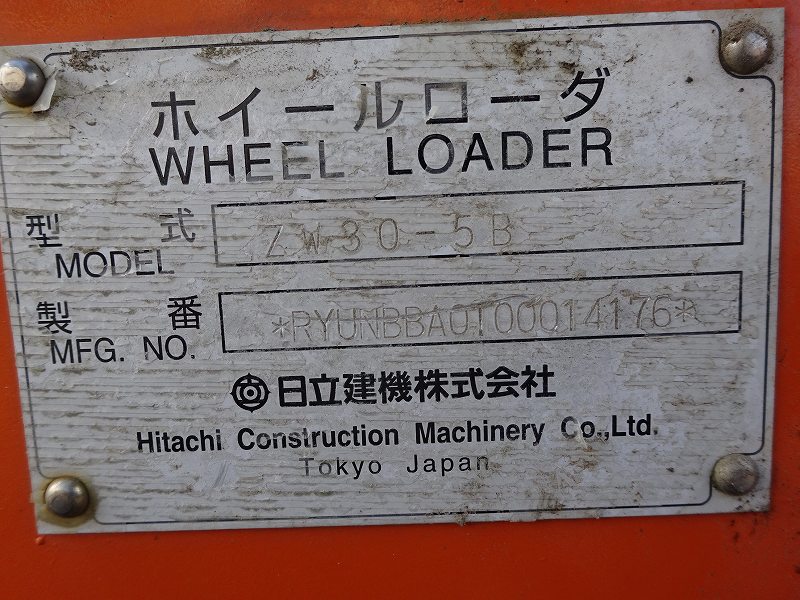 ホイールローダ
WHEEL LOADER
型式 ZW30-5B
MODEL
製番 *RYUNBBA0T00014176*
MFG. NO.
日立建機株式会社
Hitachi Construction Machinery Co.,Ltd.
Tokyo Japan